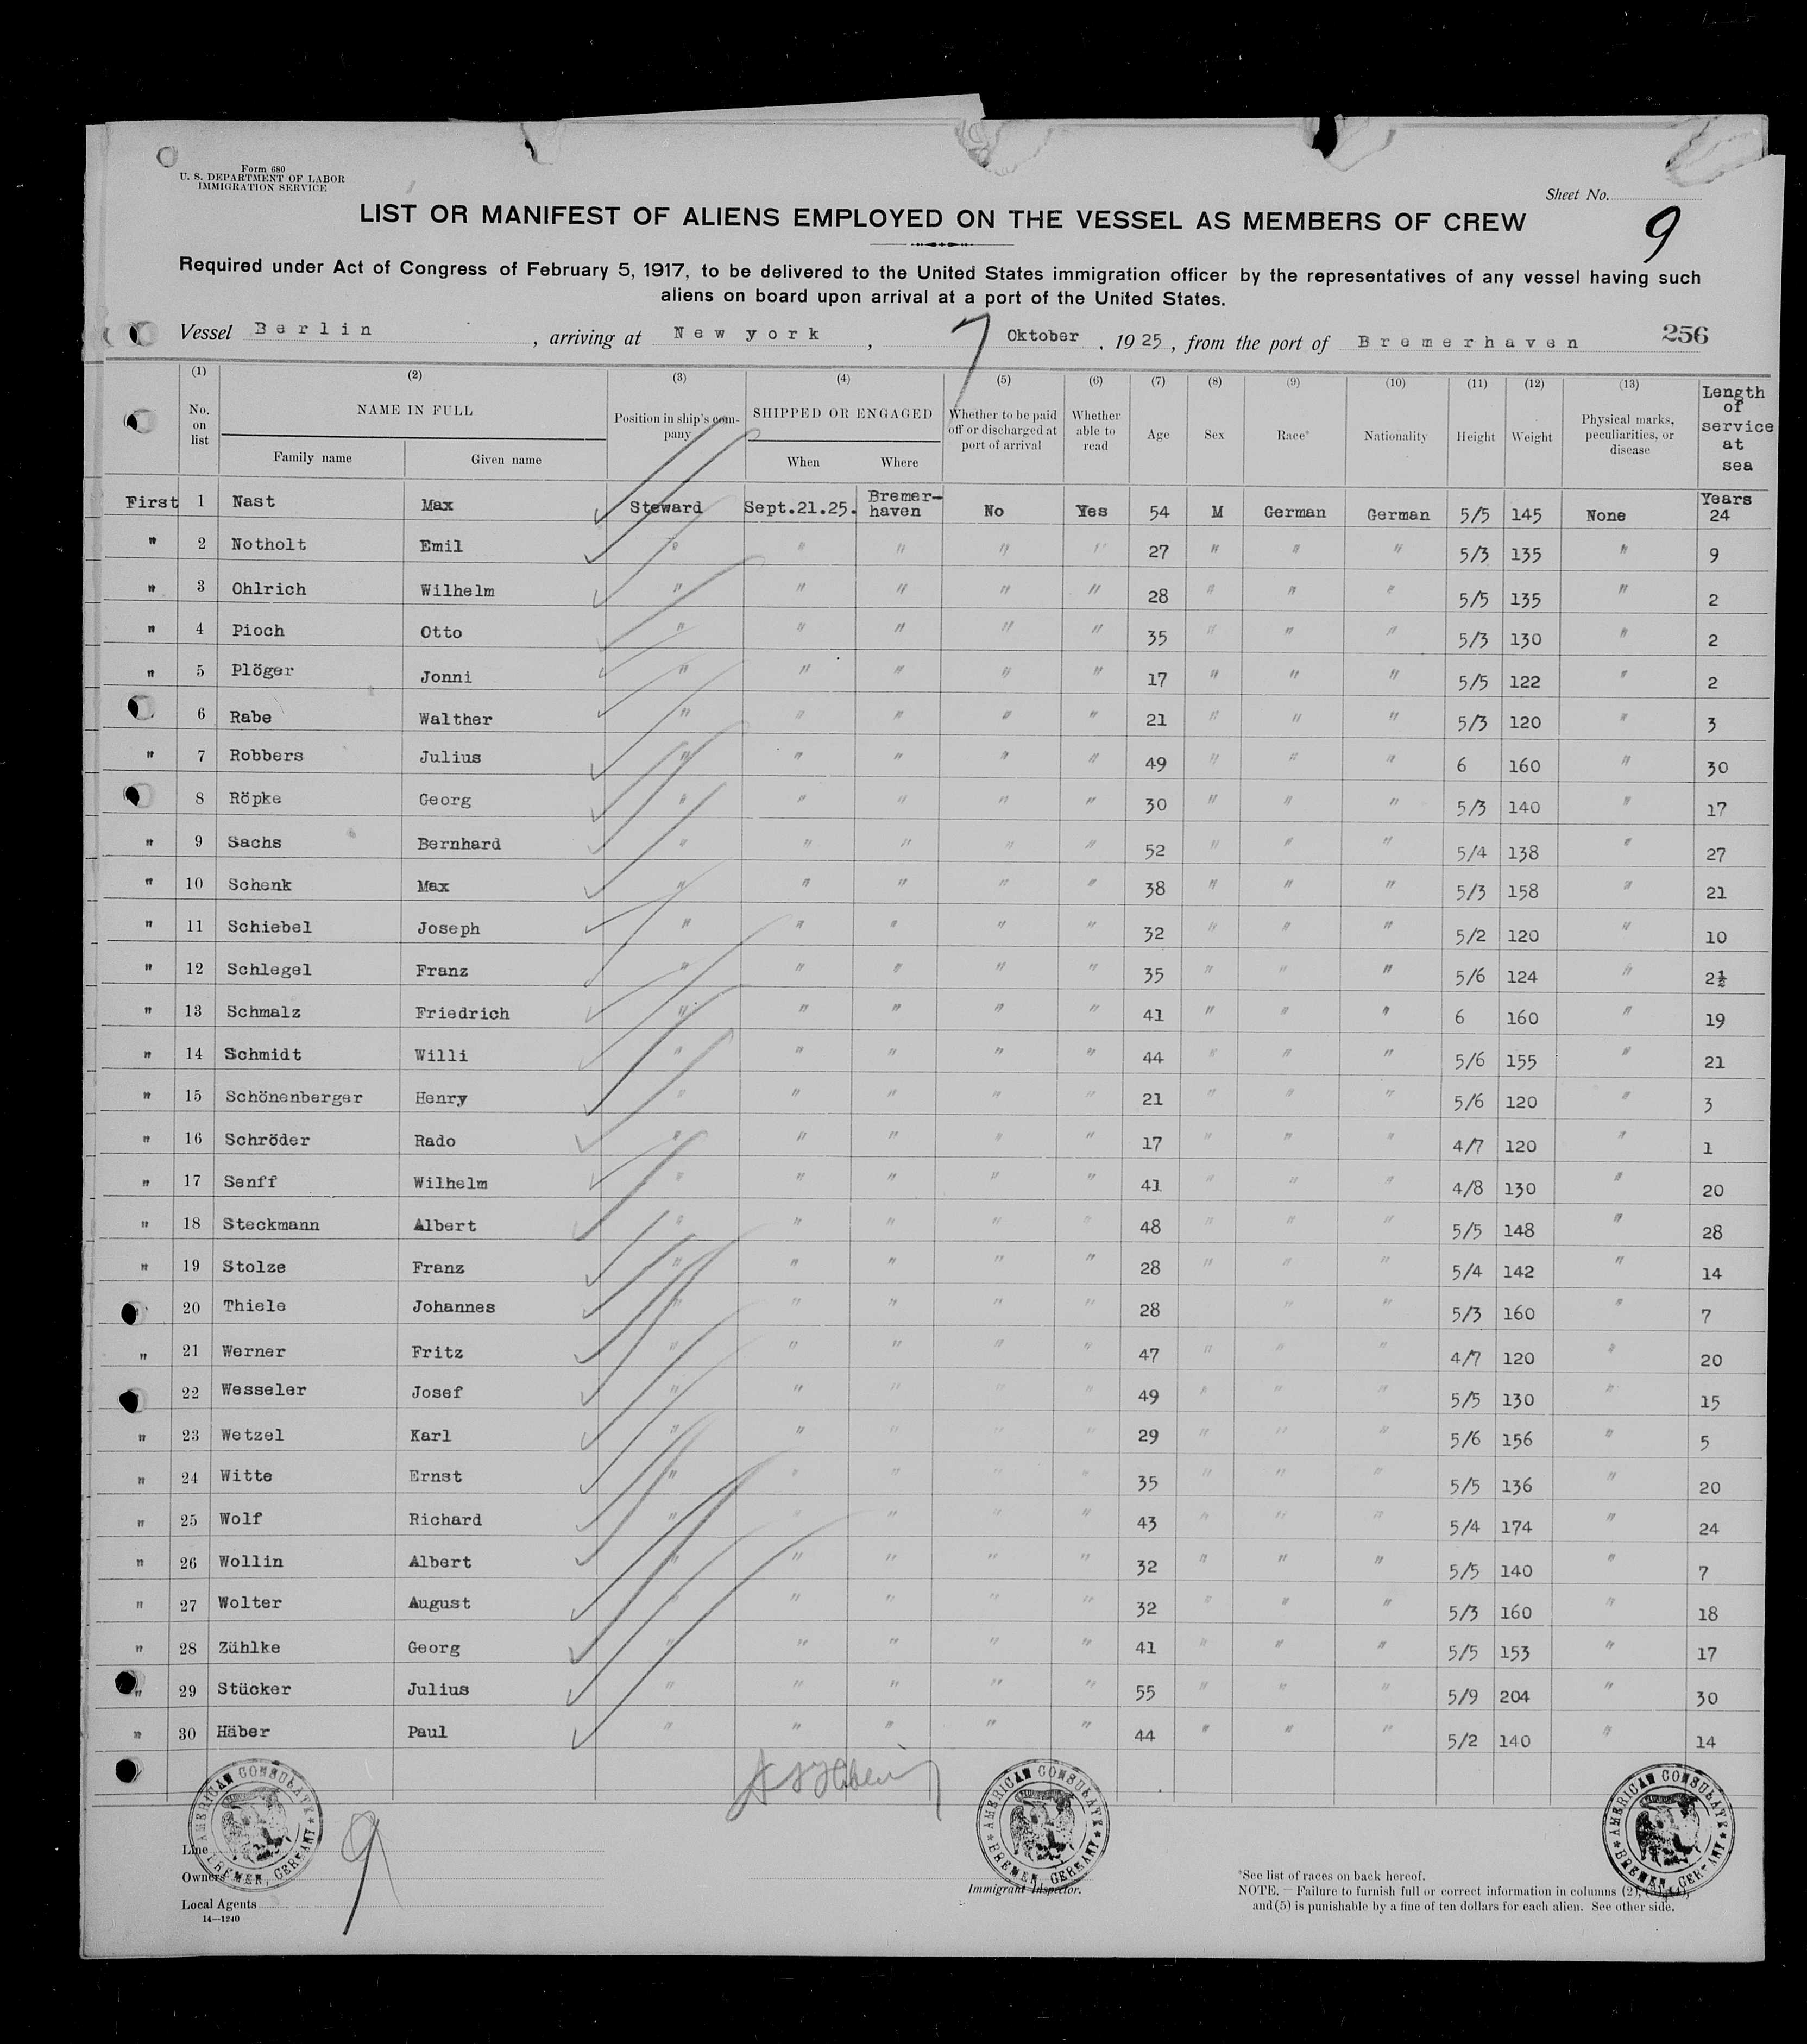 Form 680
U. S. DEPARTMENT OF LABOR
IMMIGRATION SERVICE
Sheet No.
9
LIST OR MANIFEST OF ALIENS EMPLOYED ON THE VESSEL AS MEMBERS OF CREW
Required under Act of Congress of February 5, 1917, to be delivered to the United States immigration officer by the representatives of any vessel having such
aliens on board upon arrival at a port of the United States.
Vessel Berlin, arriving at New york, 7 Oktober, 1925, from the port of Bremerhaven 256
(1) (2) (3) (4) (5) (6) (7) (8) (9) (10) (11) (12) (13)
No. on list NAME IN FULL Family name Given name Position in ship's company SHIPPED OR ENGAGED When Where Whether to be paid off or discharged at port of arrival Whether able to read Age Sex Race* Nationality Height Weight Physical marks, peculiarities, or disease Length of service at sea
First 1 Nast Max Steward Sept.21.25. Bremer-haven No Yes 54 M German German 5/5 145 None Years 24
" 2 Notholt Emil " " " " " 27 " " " 5/3 135 " 9
" 3 Ohlrich Wilhelm " " " " " 28 " " " 5/5 135 " 2
" 4 Pioch Otto " " " " " 35 " " " 5/3 130 " 2
" 5 Plöger Jonni " " " " " 17 " " " 5/5 122 " 2
6 Rabe Walther " " " " " 21 " " " 5/3 120 " 3
" 7 Robbers Julius " " " " " 49 " " " 6 160 " 30
8 Röpke Georg " " " " " 30 " " " 5/3 140 " 17
" 9 Sachs Bernhard " " " " " 52 " " " 5/4 138 " 27
" 10 Schenk Max " " " " " 38 " " " 5/3 158 " 21
" 11 Schiebel Joseph " " " " " 32 " " " 5/2 120 " 10
" 12 Schlegel Franz " " " " " 35 " " " 5/6 124 " 2½
" 13 Schmalz Friedrich " " " " " 41 " " " 6 160 " 19
" 14 Schmidt Willi " " " " " 44 " " " 5/6 155 " 21
" 15 Schönenberger Henry " " " " " 21 " " " 5/6 120 " 3
" 16 Schröder Rado " " " " " 17 " " " 4/7 120 " 1
" 17 Senff Wilhelm " " " " " 41 " " " 4/8 130 " 20
" 18 Steckmann Albert " " " " " 48 " " " 5/5 148 " 28
" 19 Stolze Franz " " " " " 28 " " " 5/4 142 " 14
20 Thiele Johannes " " " " " 28 " " 5/3 160 " 7
" 21 Werner Fritz " " " " " 47 " " " 4/7 120 " 20
22 Wesseler Josef " " " " " 49 " " " 5/5 130 " 15
" 23 Wetzel Karl " " " " " 29 " " " 5/6 156 " 5
" 24 Witte Ernst " " " " " 35 " " " 5/5 136 " 20
" 25 Wolf Richard " " " " " 43 " " " 5/4 174 " 24
" 26 Wollin Albert " " " " " 32 " " " 5/5 140 " 7
" 27 Wolter August " " " " " 32 " " " 5/3 160 " 18
" 28 Zühlke Georg " " " " " 41 " " " 5/5 153 " 17
" 29 Stücker Julius " " " " " 55 " " " 5/9 204 " 30
" 30 Häber Paul " " " " " 44 " " " 5/2 140 " 14
AMERICAN CONSULATE BREMEN, GERMANY
AMERICAN CONSULATE BREMEN, GERMANY
AMERICAN CONSULATE BREMEN, GERMANY
Line
9
Owners
Local Agents
14—1240
Immigrant Inspector.
*See list of races on back hereof.
NOTE.—Failure to furnish full or correct information in columns (2),
and (5) is punishable by a fine of ten dollars for each alien. See other side.